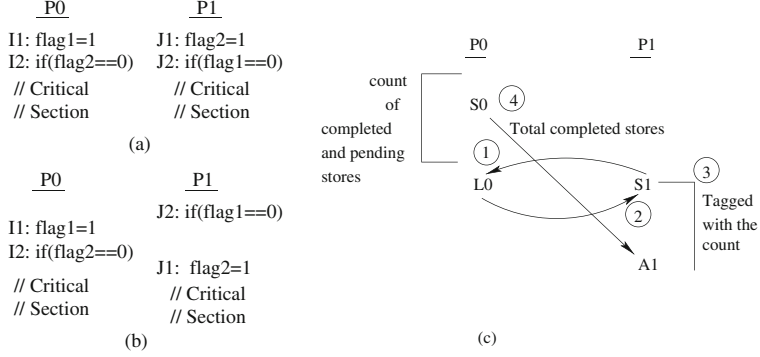 P0 P1
I1: flag1=1 J1: flag2=1
I2: if(flag2==0) J2: if(flag1==0)
// Critical // Critical
// Section // Section
(a)
P0 P1
J2: if(flag1==0)
I1: flag1=1
I2: if(flag2==0)
J1: flag2=1
// Critical // Critical
// Section // Section
(b)
P0 P1
count
of
completed
and pending
stores
S0 4
Total completed stores
1
L0
S1
3
2
Tagged
with the
count
A1
(c)